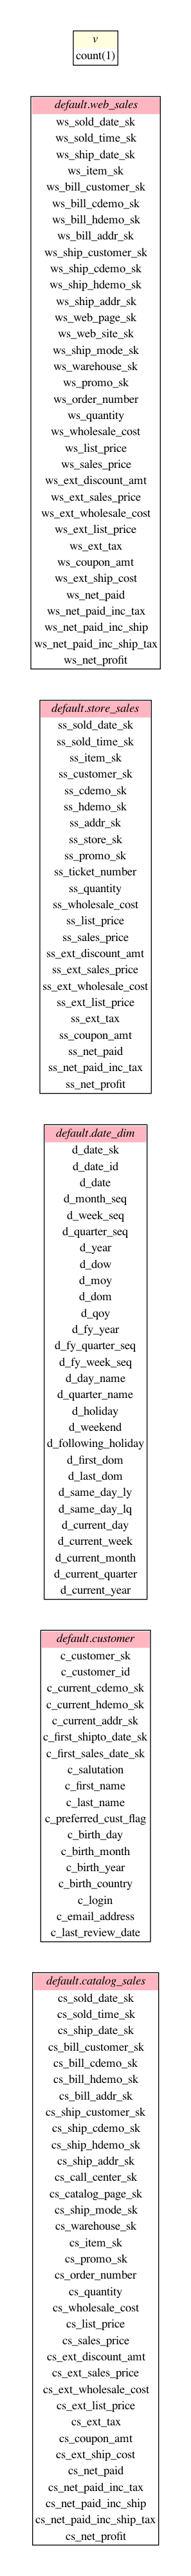 v
count(1)
default.web_sales
ws_sold_date_sk
ws_sold_time_sk
ws_ship_date_sk
ws_item_sk
ws_bill_customer_sk
ws_bill_cdemo_sk
ws_bill_hdemo_sk
ws_bill_addr_sk
ws_ship_customer_sk
ws_ship_cdemo_sk
ws_ship_hdemo_sk
ws_ship_addr_sk
ws_web_page_sk
ws_web_site_sk
ws_ship_mode_sk
ws_warehouse_sk
ws_promo_sk
ws_order_number
ws_quantity
ws_wholesale_cost
ws_list_price
ws_sales_price
ws_ext_discount_amt
ws_ext_sales_price
ws_ext_wholesale_cost
ws_ext_list_price
ws_ext_tax
ws_coupon_amt
ws_ext_ship_cost
ws_net_paid
ws_net_paid_inc_tax
ws_net_paid_inc_ship
ws_net_paid_inc_ship_tax
ws_net_profit
default.store_sales
ss_sold_date_sk
ss_sold_time_sk
ss_item_sk
ss_customer_sk
ss_cdemo_sk
ss_hdemo_sk
ss_addr_sk
ss_store_sk
ss_promo_sk
ss_ticket_number
ss_quantity
ss_wholesale_cost
ss_list_price
ss_sales_price
ss_ext_discount_amt
ss_ext_sales_price
ss_ext_wholesale_cost
ss_ext_list_price
ss_ext_tax
ss_coupon_amt
ss_net_paid
ss_net_paid_inc_tax
ss_net_profit
default.date_dim
d_date_sk
d_date_id
d_date
d_month_seq
d_week_seq
d_quarter_seq
d_year
d_dow
d_moy
d_dom
d_qoy
d_fy_year
d_fy_quarter_seq
d_fy_week_seq
d_day_name
d_quarter_name
d_holiday
d_weekend
d_following_holiday
d_first_dom
d_last_dom
d_same_day_ly
d_same_day_lq
d_current_day
d_current_week
d_current_month
d_current_quarter
d_current_year
default.customer
c_customer_sk
c_customer_id
c_current_cdemo_sk
c_current_hdemo_sk
c_current_addr_sk
c_first_shipto_date_sk
c_first_sales_date_sk
c_salutation
c_first_name
c_last_name
c_preferred_cust_flag
c_birth_day
c_birth_month
c_birth_year
c_birth_country
c_login
c_email_address
c_last_review_date
default.catalog_sales
cs_sold_date_sk
cs_sold_time_sk
cs_ship_date_sk
cs_bill_customer_sk
cs_bill_cdemo_sk
cs_bill_hdemo_sk
cs_bill_addr_sk
cs_ship_customer_sk
cs_ship_cdemo_sk
cs_ship_hdemo_sk
cs_ship_addr_sk
cs_call_center_sk
cs_catalog_page_sk
cs_ship_mode_sk
cs_warehouse_sk
cs_item_sk
cs_promo_sk
cs_order_number
cs_quantity
cs_wholesale_cost
cs_list_price
cs_sales_price
cs_ext_discount_amt
cs_ext_sales_price
cs_ext_wholesale_cost
cs_ext_list_price
cs_ext_tax
cs_coupon_amt
cs_ext_ship_cost
cs_net_paid
cs_net_paid_inc_tax
cs_net_paid_inc_ship
cs_net_paid_inc_ship_tax
cs_net_profit